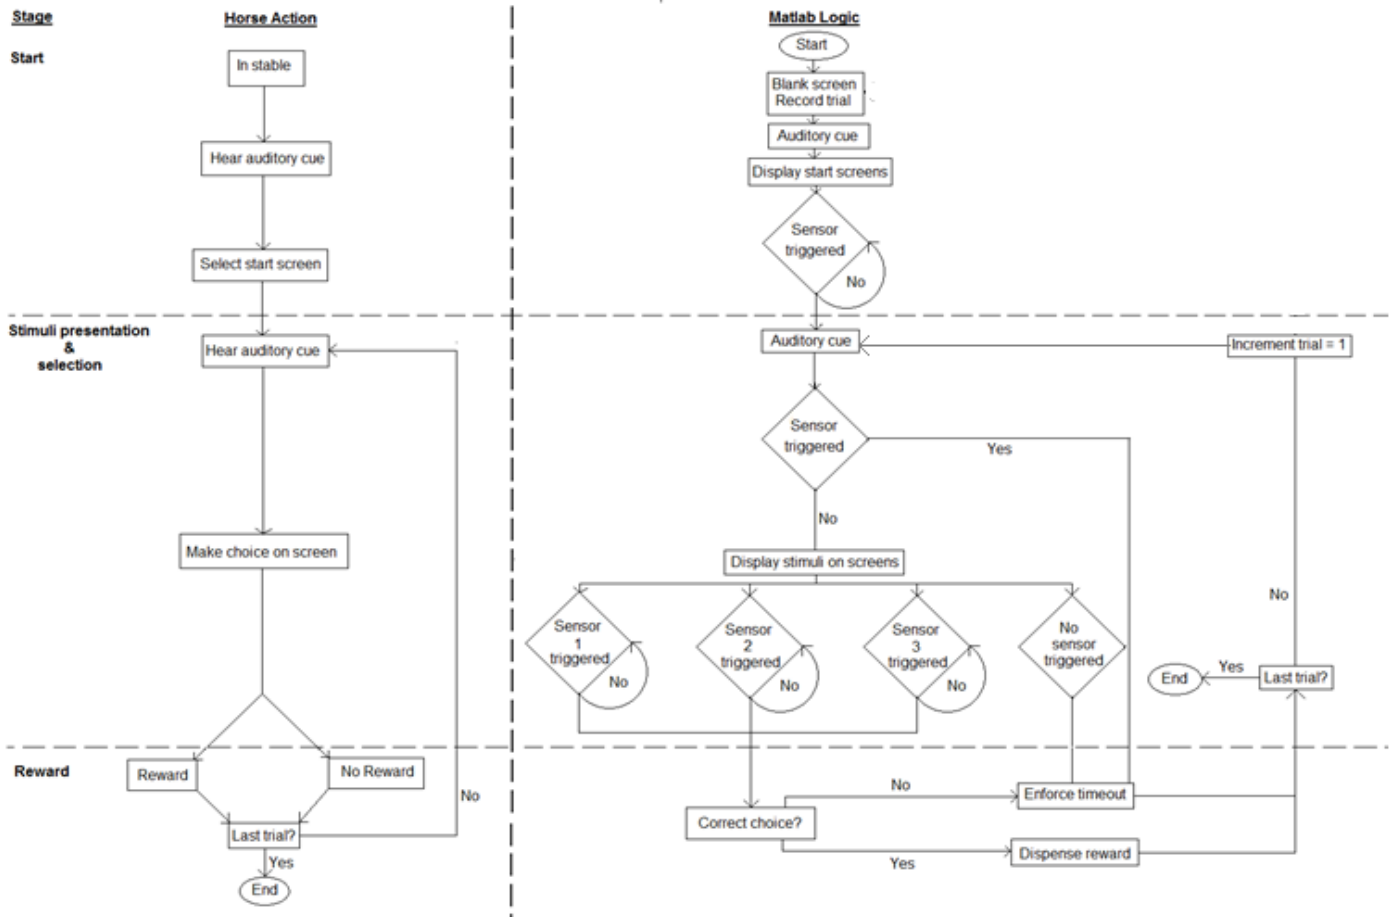 Stage
Horse Action
Matlab Logic
Start
In stable
Hear auditory cue
Select start screen
Start
Blank screen
Record trial
Auditory cue
Display start screens
Sensor
triggered
No
Stimuli presentation
&
selection
Hear auditory cue
Make choice on screen
Auditory cue
Increment trial = 1
Sensor
triggered
Yes
No
Display stimuli on screens
Sensor
1
triggered
No
Sensor
2
triggered
No
Sensor
3
triggered
No
No
sensor
triggered
No
End
Yes
Last trial?
Reward
Reward
No Reward
No
Last trial?
Yes
End
Correct choice?
No
Enforce timeout
Yes
Dispense reward